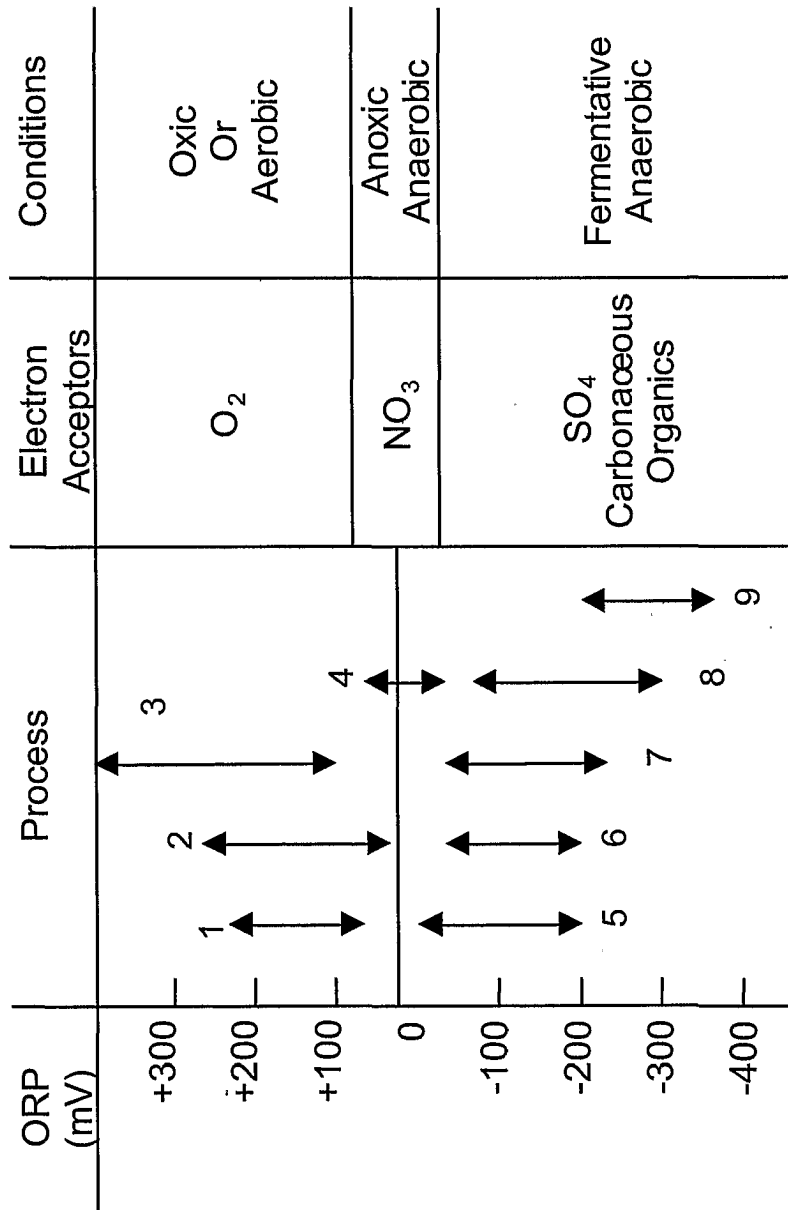 ORP
(mV)
Process
Electron
Acceptors
Conditions
+300
+200
+100
0
-100
-200
-300
-400
1
2
3
4
5
6
7
8
9
O₂
NO₃
SO₄
Carbonaceous
Organics
Oxic
Or
Aerobic
Anoxic
Anaerobic
Fermentative
Anaerobic